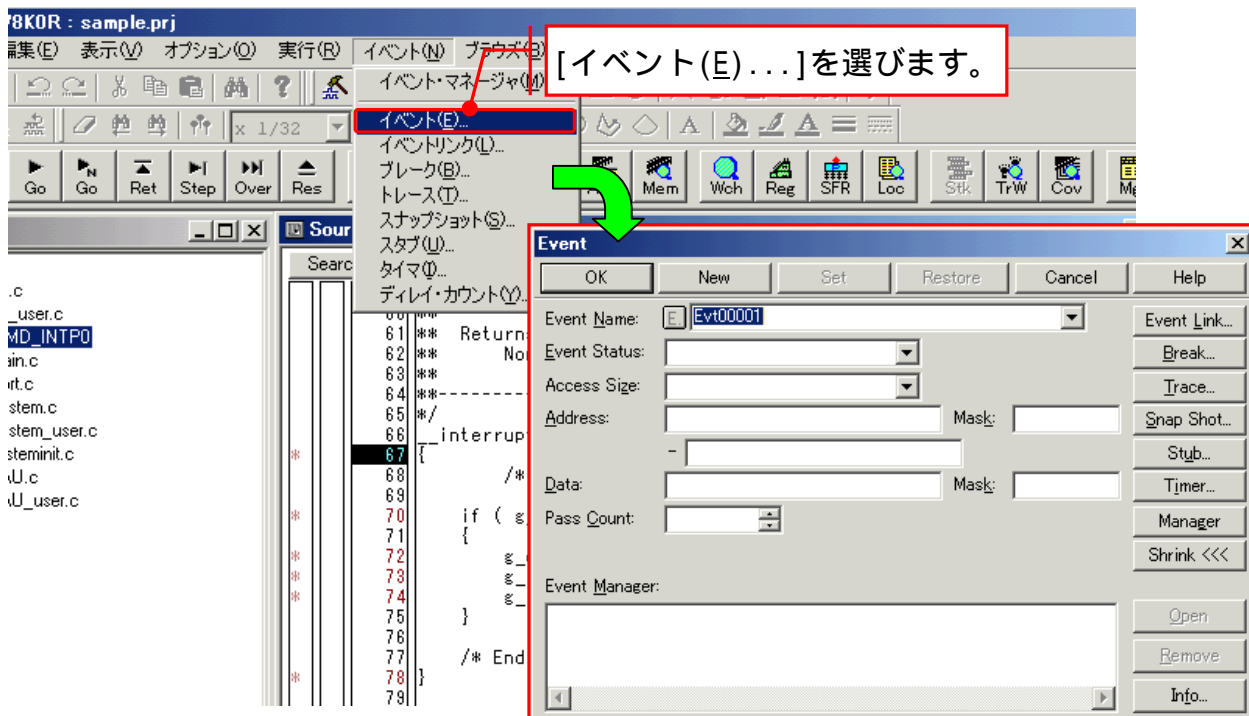 78K0R : sample.prj
編集(E) 表示(V) オプション(O) 実行(R) イベント(N) ブラウズ(B)
[イベント(E)...]を選びます。
イベント・マネージャ(M)
イベント(E)...
イベントリンク(L)...
ブレーク(B)...
トレース(T)...
スナップショット(S)...
スタブ(U)...
タイマ(I)...
ディレイ・カウント(Y)...
x 1/32
Go Go Ret Step Over Res Mem Wch Reg SFR Loc Stk TrW Cov
Sour
Searc
.c
_user.c
MD_INTP0
ain.c
ort.c
stem.c
stem_user.c
steminit.c
AU.c
AU_user.c
60 **
61 ** Return
62 ** No
63 **
64 **--------
65 */
66 __interrup
* 67 {
68 /*
69
* 70 if ( g
71 {
* 72 g_
* 73 g_
* 74 g_
75 }
76
77 /* End
* 78 }
79
Event
OK New Set Restore Cancel Help
Event Name: E. Evt00001 Event Link...
Event Status: Break...
Access Size: Trace...
Address: Mask: Snap Shot...
- Stub...
Data: Mask: Timer...
Pass Count: Manager
Shrink <<<
Event Manager:
Open
Remove
Info...